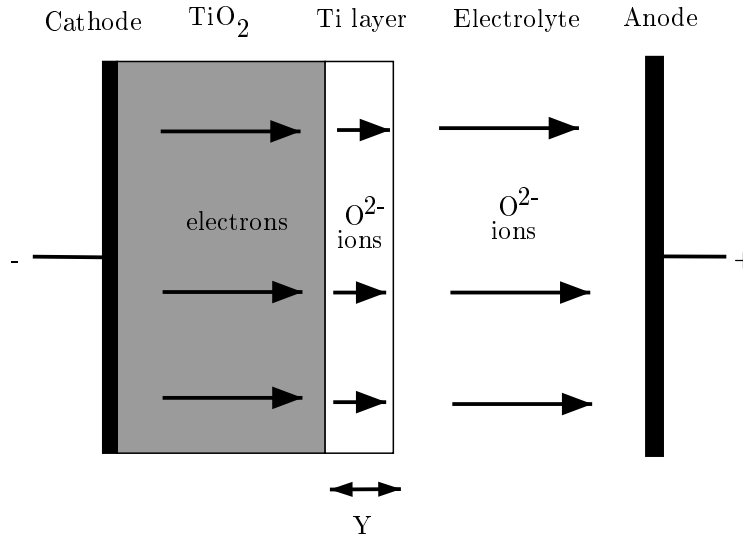 Cathode TiO2 Ti layer Electrolyte Anode
electrons
O2-
ions
O2-
ions
-
+
Y